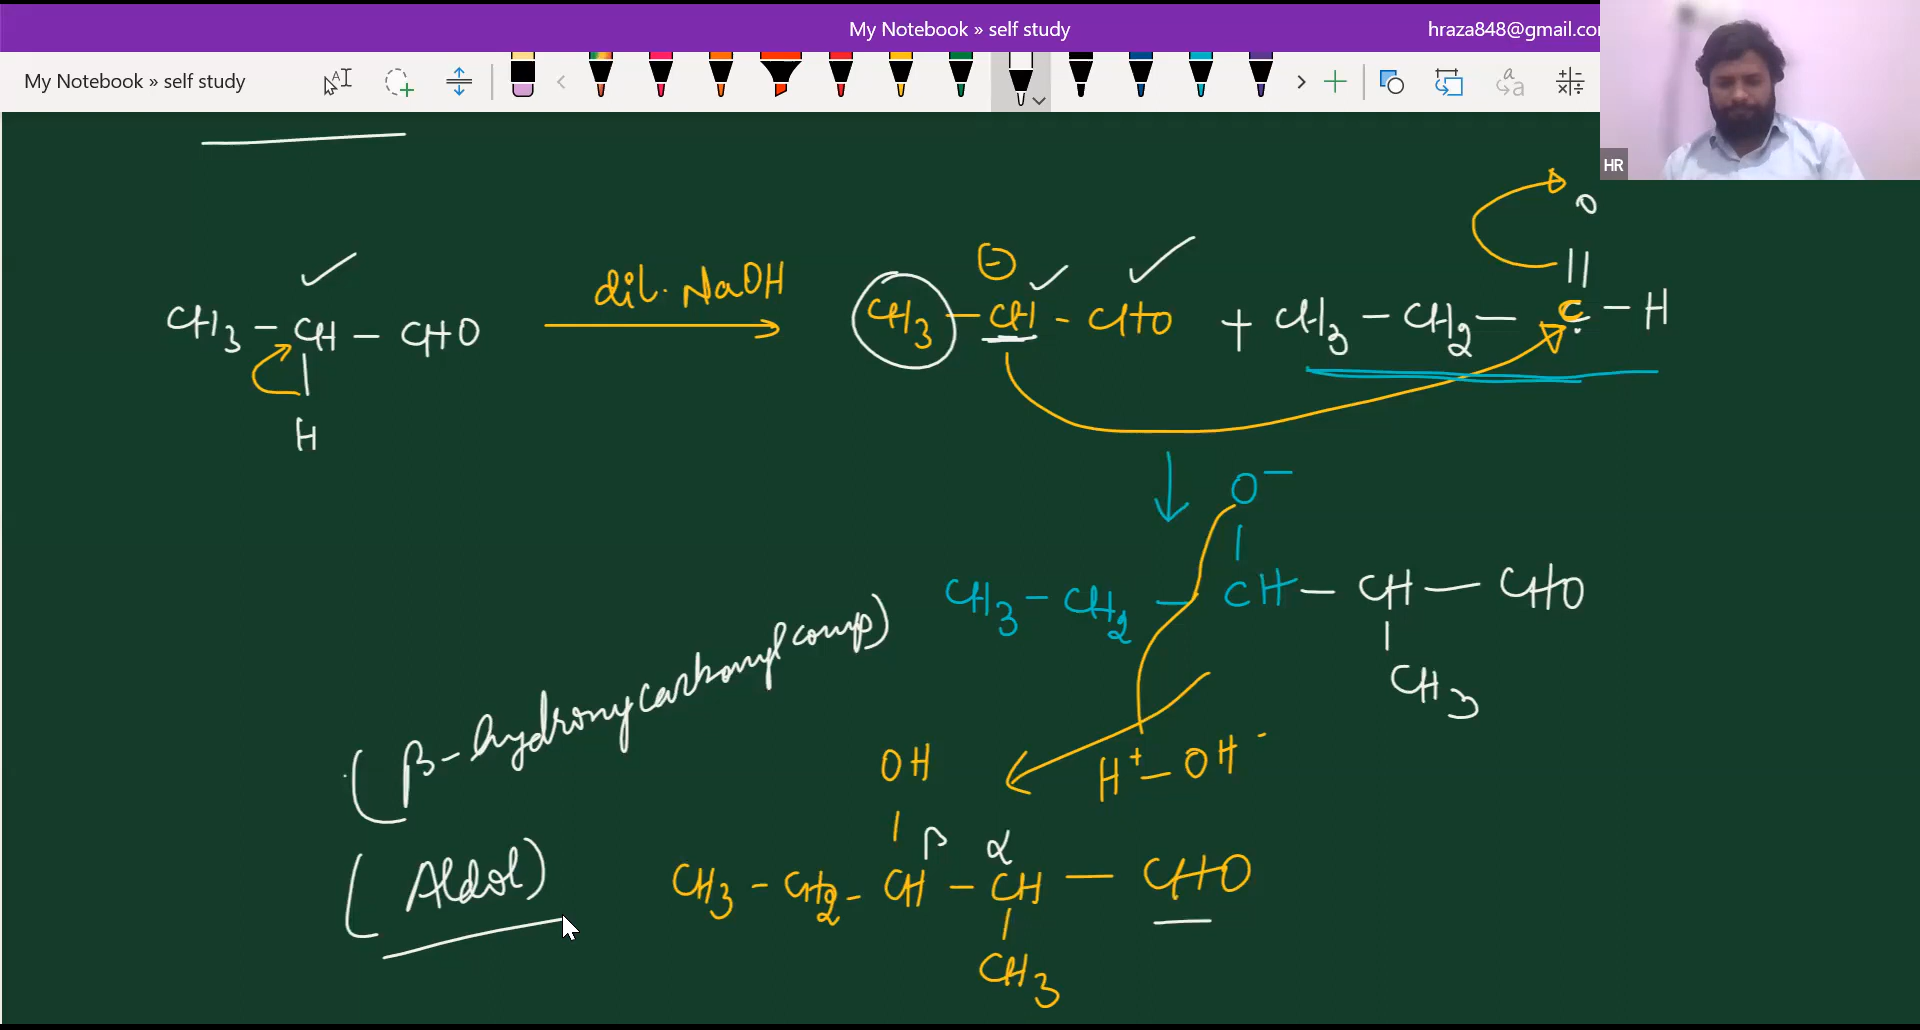 My Notebook » self study
hraza848@gmail.co
My Notebook » self study
HR
CH3 – CH – CHO
H
dil. NaOH
⊖
CH3 – CH – CHO + CH3 – CH2 – C – H
O
O–
CH3 – CH2 – CH – CH – CHO
CH3
H+ – OH-
(β-hydroxycarbonyl comp)
(Aldol)
OH
β α
CH3 – CH2 – CH – CH – CHO
CH3